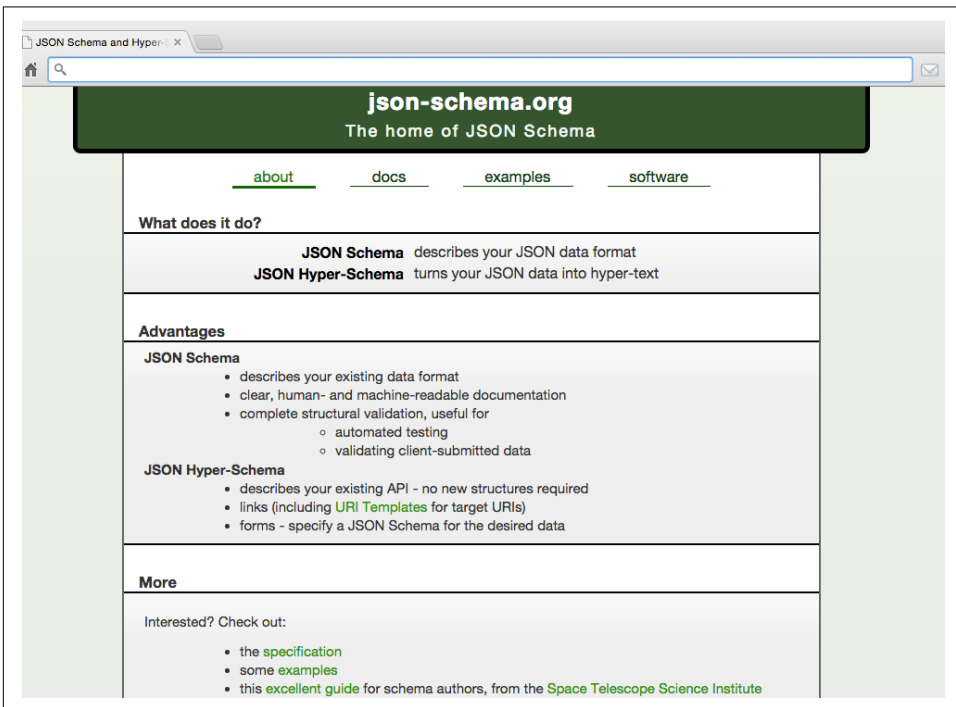 JSON Schema and Hyper-S
json-schema.org
The home of JSON Schema
about docs examples software
What does it do?
JSON Schema describes your JSON data format
JSON Hyper-Schema turns your JSON data into hyper-text
Advantages
JSON Schema
• describes your existing data format
• clear, human- and machine-readable documentation
• complete structural validation, useful for
◦ automated testing
◦ validating client-submitted data
JSON Hyper-Schema
• describes your existing API - no new structures required
• links (including URI Templates for target URIs)
• forms - specify a JSON Schema for the desired data
More
Interested? Check out:
• the specification
• some examples
• this excellent guide for schema authors, from the Space Telescope Science Institute